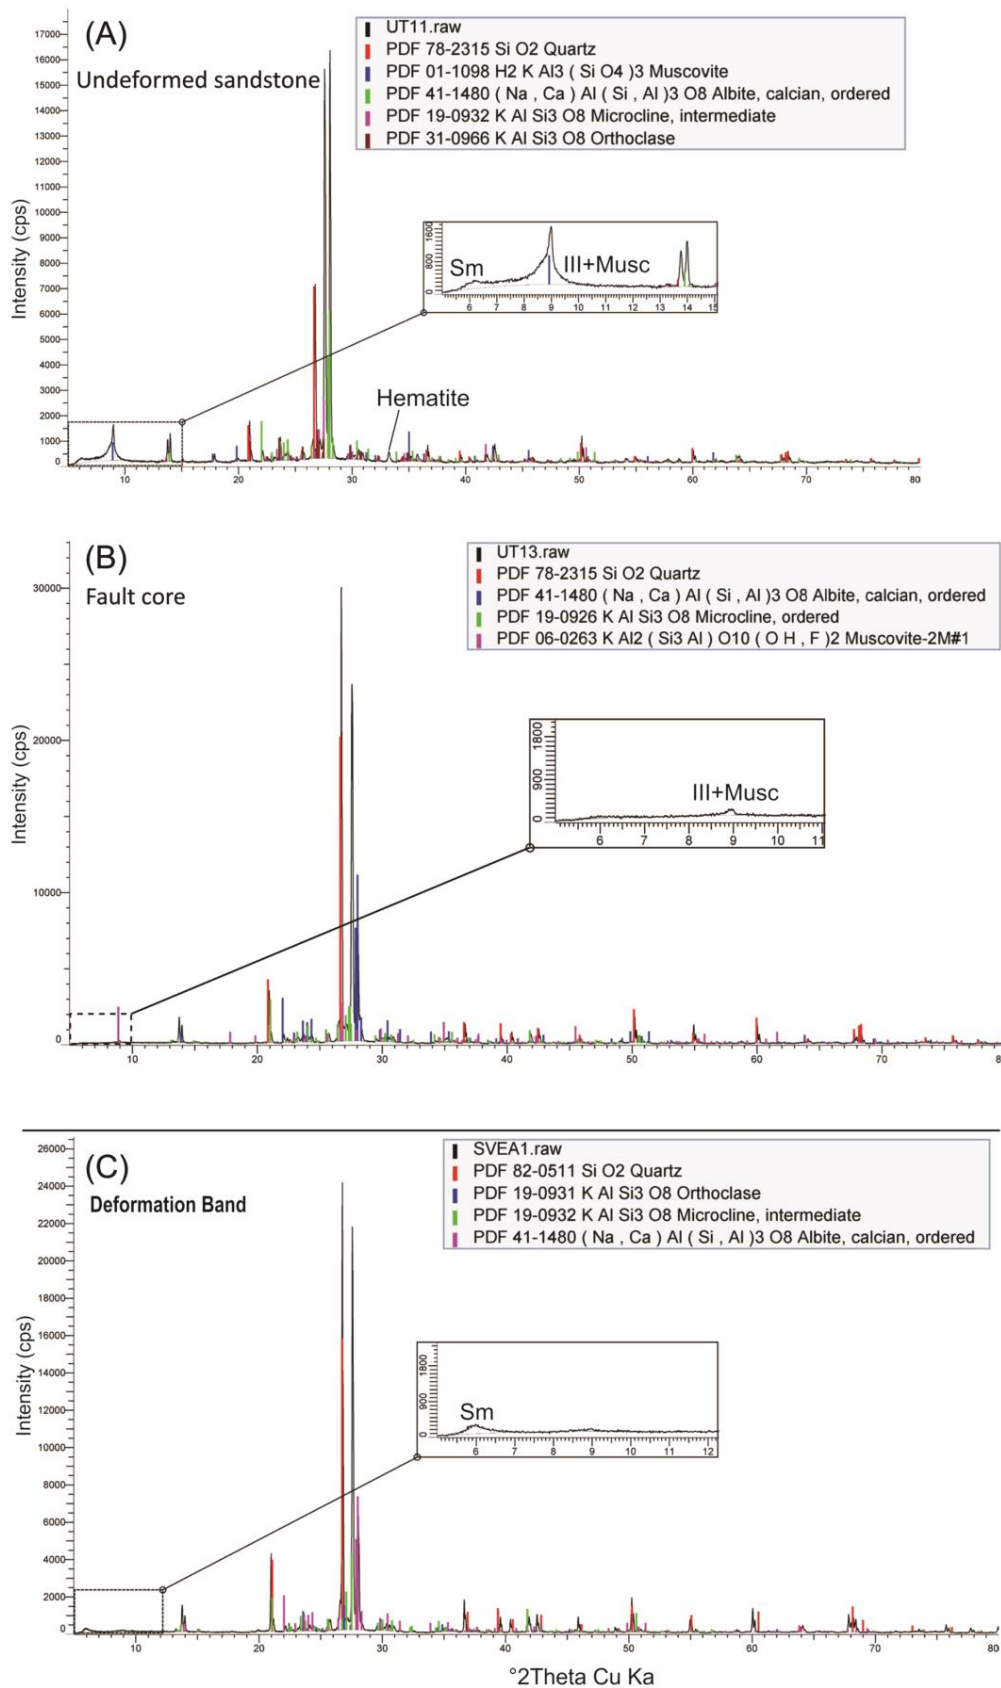 (A)
Undeformed sandstone
UT11.raw
PDF 78-2315 Si O2 Quartz
PDF 01-1098 H2 K Al3 ( Si O4 )3 Muscovite
PDF 41-1480 ( Na , Ca ) Al ( Si , Al )3 O8 Albite, calcian, ordered
PDF 19-0932 K Al Si3 O8 Microcline, intermediate
PDF 31-0966 K Al Si3 O8 Orthoclase
Intensity (cps)
17000
16000
15000
14000
13000
12000
11000
10000
9000
8000
7000
6000
5000
4000
3000
2000
1000
0
10 20 30 40 50 60 70 80
1600
800
0
Sm
III+Musc
6 7 8 9 10 11 12 13 14 15
Hematite
(B)
Fault core
UT13.raw
PDF 78-2315 Si O2 Quartz
PDF 41-1480 ( Na , Ca ) Al ( Si , Al )3 O8 Albite, calcian, ordered
PDF 19-0926 K Al Si3 O8 Microcline, ordered
PDF 06-0263 K Al2 ( Si3 Al ) O10 ( O H , F )2 Muscovite-2M#1
Intensity (cps)
30000
20000
10000
0
10 20 30 40 50 60 70 8
1800
900
0
III+Musc
6 7 8 9 10 11
(C)
Deformation Band
SVEA1.raw
PDF 82-0511 Si O2 Quartz
PDF 19-0931 K Al Si3 O8 Orthoclase
PDF 19-0932 K Al Si3 O8 Microcline, intermediate
PDF 41-1480 ( Na , Ca ) Al ( Si , Al )3 O8 Albite, calcian, ordered
Intensity (cps)
26000
24000
22000
20000
18000
16000
14000
12000
10000
8000
6000
4000
2000
0
10 20 30 40 50 60 70 80
1800
900
0
Sm
6 7 8 9 10 11 12
°2Theta Cu Ka